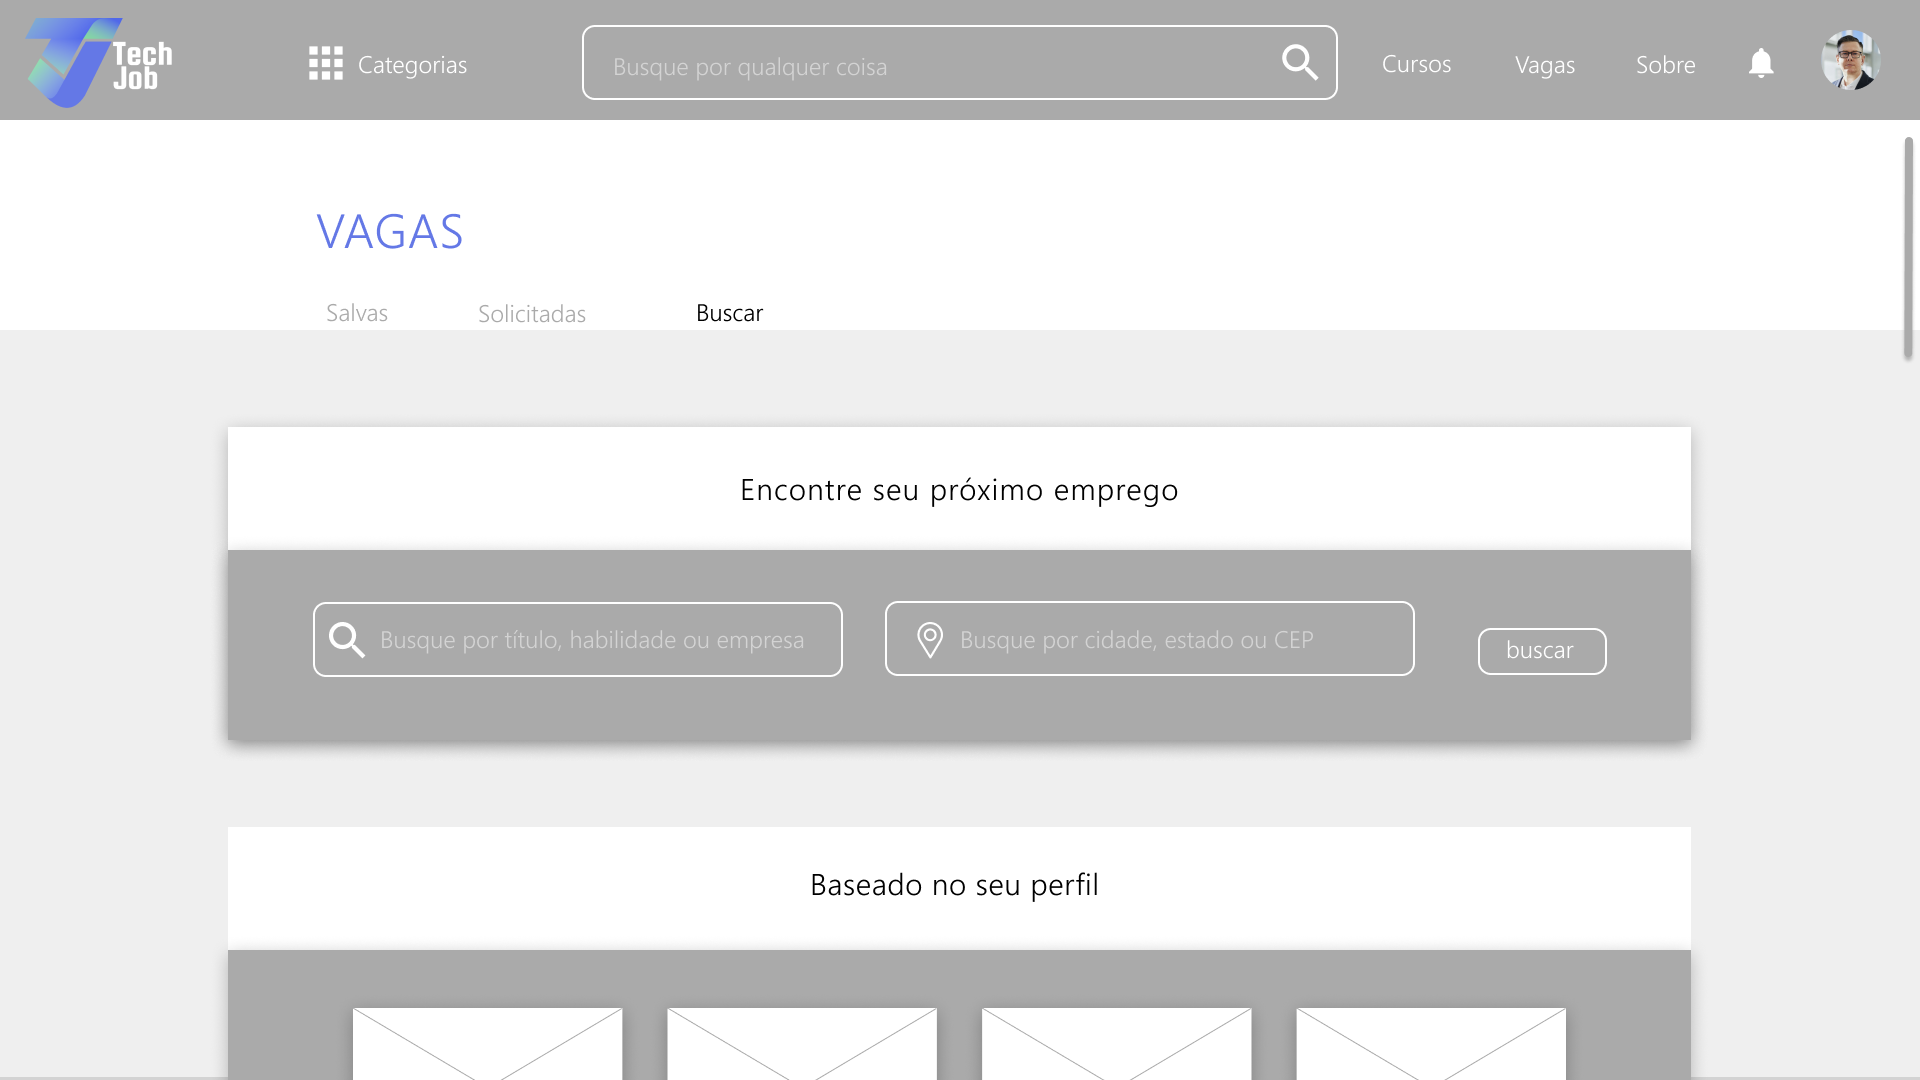 Tech
Job
Categorias
Busque por qualquer coisa
Cursos
Vagas
Sobre
VAGAS
Salvas
Solicitadas
Buscar
Encontre seu próximo emprego
Busque por título, habilidade ou empresa
Busque por cidade, estado ou CEP
buscar
Baseado no seu perfil